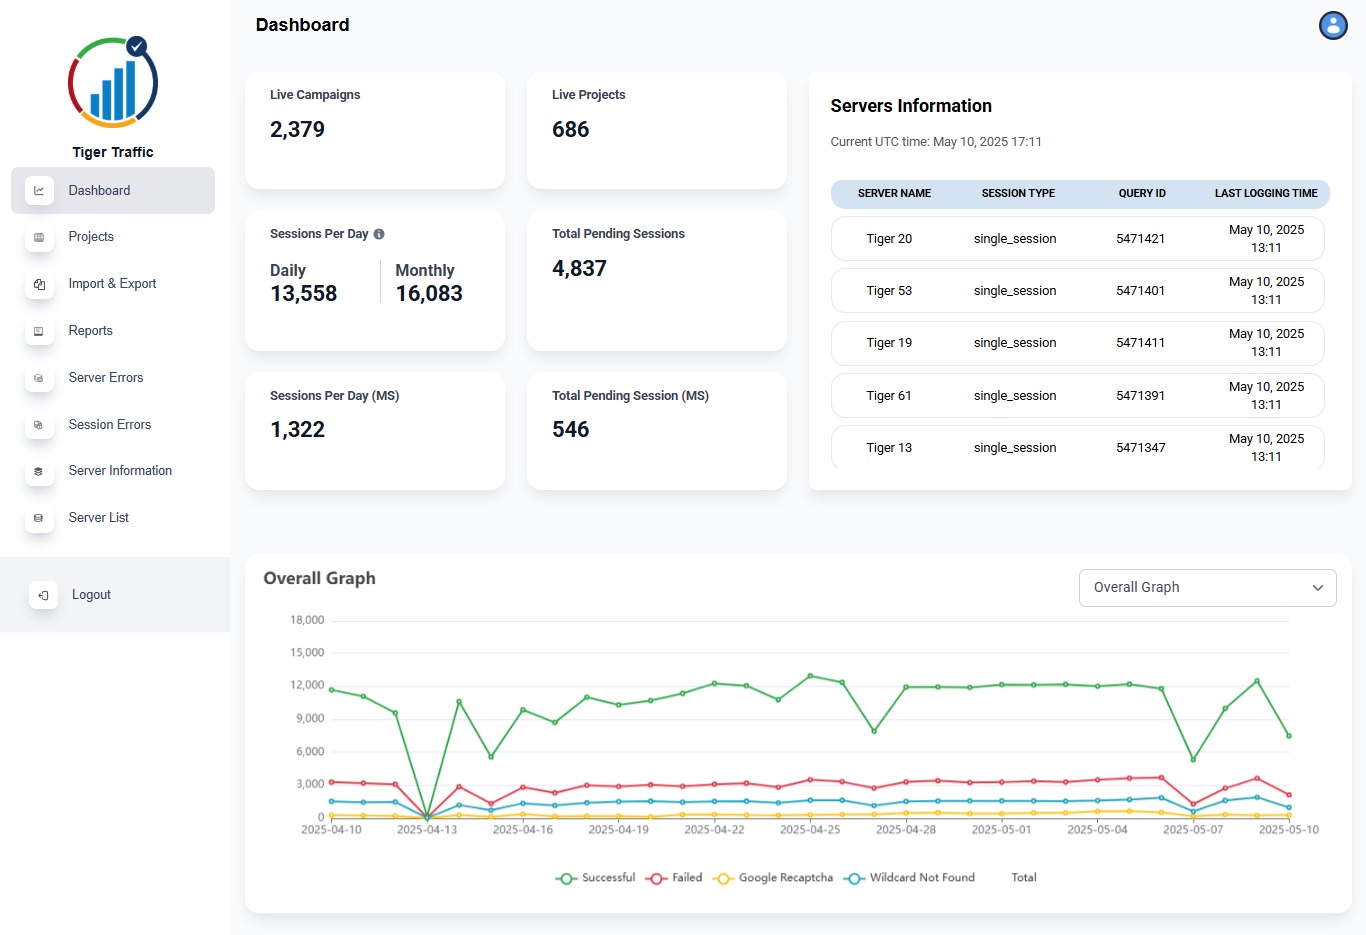 Dashboard
Tiger Traffic
Dashboard
Projects
Import & Export
Reports
Server Errors
Session Errors
Server Information
Server List
Logout
Live Campaigns
2,379
Live Projects
686
Sessions Per Day
Daily Monthly
13,558 16,083
Total Pending Sessions
4,837
Sessions Per Day (MS)
1,322
Total Pending Session (MS)
546
Servers Information
Current UTC time: May 10, 2025 17:11
SERVER NAME SESSION TYPE QUERY ID LAST LOGGING TIME
Tiger 20 single_session 5471421 May 10, 2025
13:11
Tiger 53 single_session 5471401 May 10, 2025
13:11
Tiger 19 single_session 5471411 May 10, 2025
13:11
Tiger 61 single_session 5471391 May 10, 2025
13:11
Tiger 13 single_session 5471347 May 10, 2025
13:11
Overall Graph
Overall Graph
18,000
15,000
12,000
9,000
6,000
3,000
0
2025-04-10 2025-04-13 2025-04-16 2025-04-19 2025-04-22 2025-04-25 2025-04-28 2025-05-01 2025-05-04 2025-05-07 2025-05-10
Successful Failed Google Recaptcha Wildcard Not Found Total